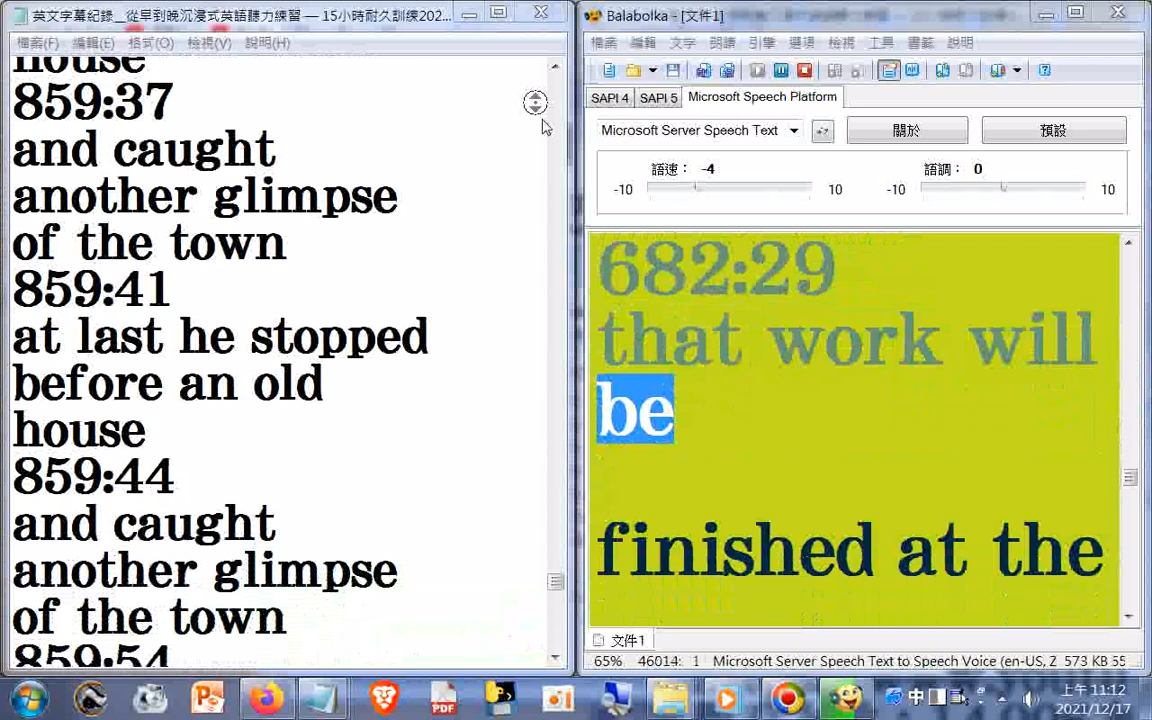 英文字幕紀錄__從早到晚沉浸式英語聽力練習 — 15小時耐久訓練202...
檔案(F) 編輯(E) 格式(O) 檢視(V) 說明(H)
house
859:37
and caught
another glimpse
of the town
859:41
at last he stopped
before an old
house
859:44
and caught
another glimpse
of the town
859:54
Balabolka - [文件1]
檔案 編輯 文字 朗讀 引擎 選項 檢視 工具 書籤 說明
SAPI 4 SAPI 5 Microsoft Speech Platform
Microsoft Server Speech Text 關於 預設
語速： -4 語調： 0
-10 10 -10 10
682:29
that work will
be
finished at the
文件1
65% 46014: 1 Microsoft Server Speech Text to Speech Voice (en-US, Z 573 KB 55
PDF 中 上午 11:12
2021/12/17